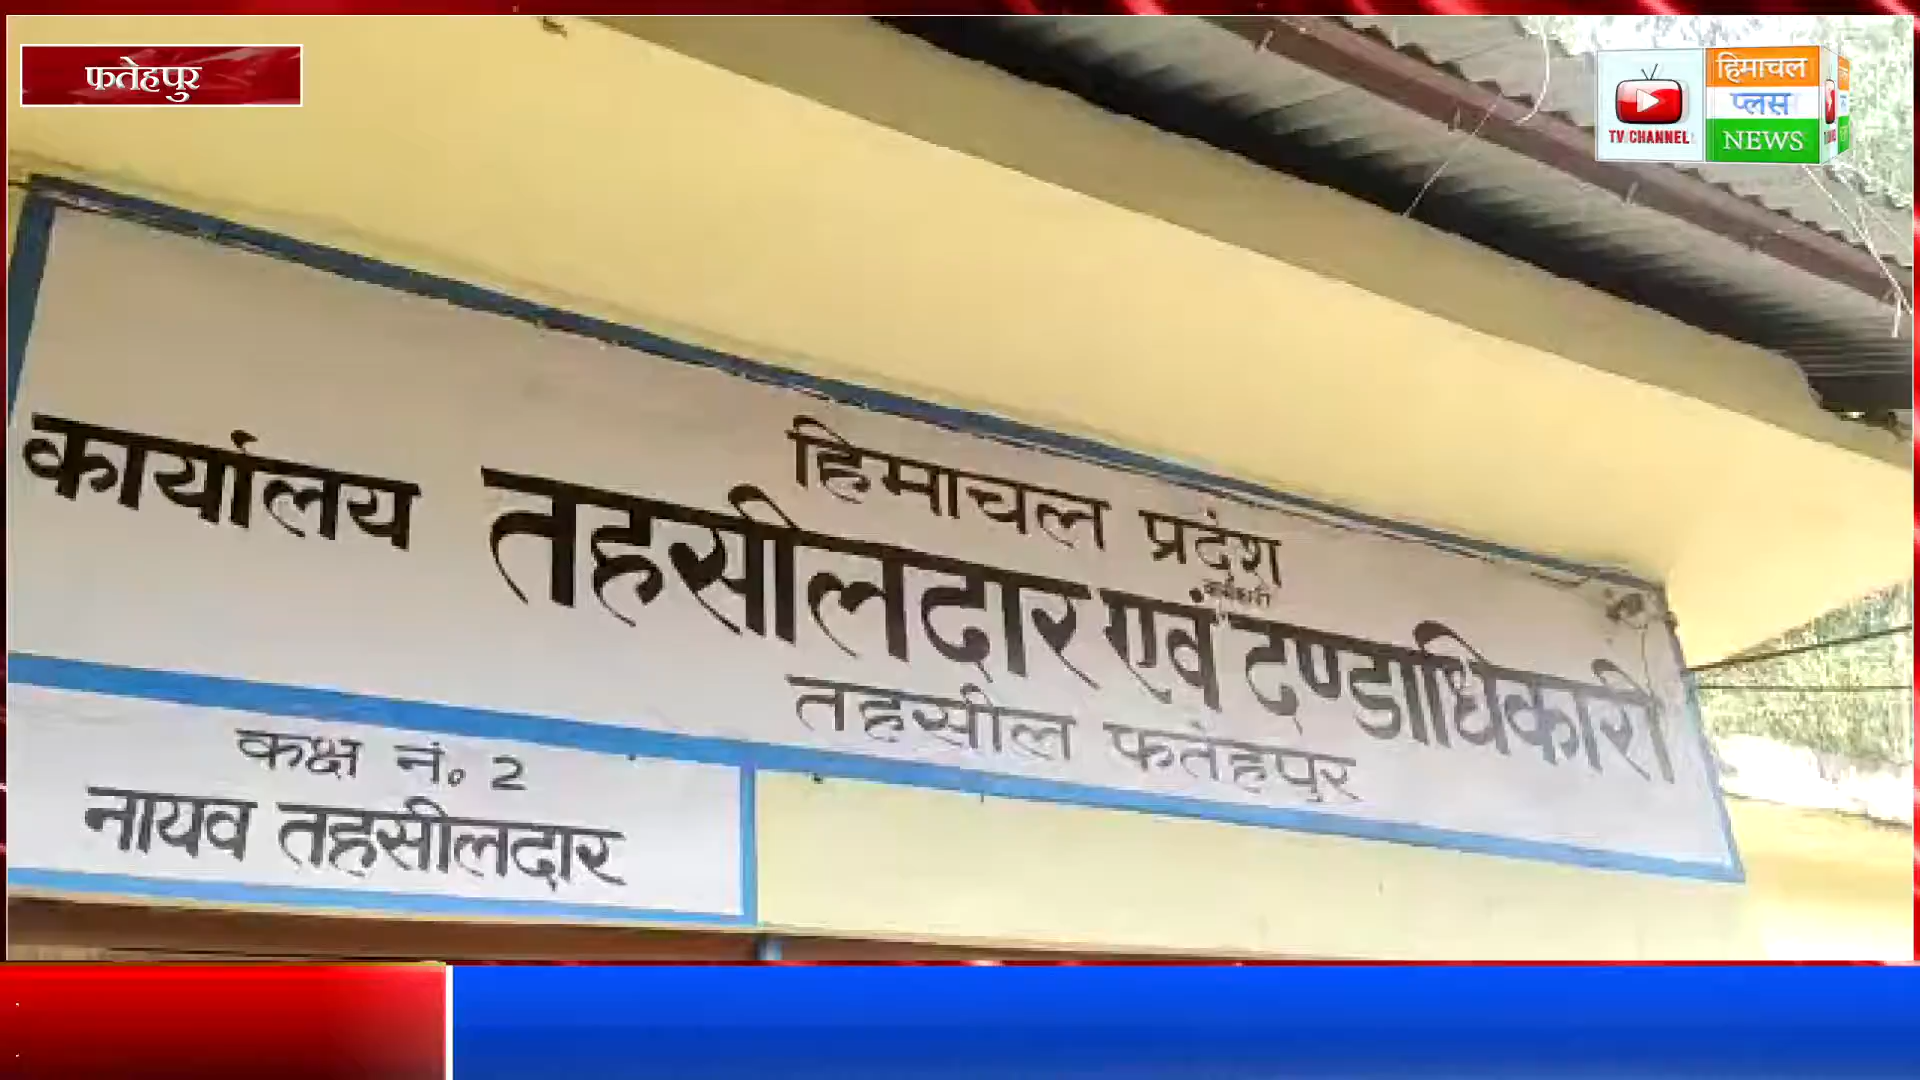 फतेहपुर
हिमाचल
प्लस
NEWS
TV CHANNEL
हिमाचल प्रदेश
कार्यालय तहसीलदार एवं दण्डाधिकारी
कार्यकारी
तहसील फतेहपुर
कक्ष नं. 2
नायव तहसीलदार